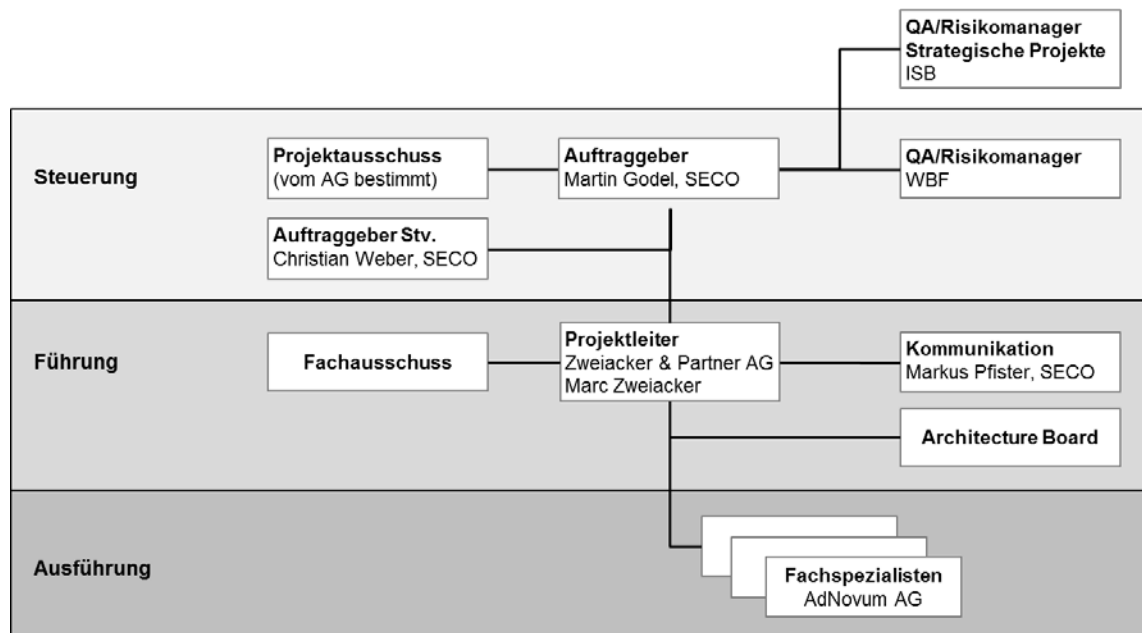 QA/Risikomanager
Strategische Projekte
ISB
Steuerung
Projektausschuss
(vom AG bestimmt)
Auftraggeber
Martin Godel, SECO
QA/Risikomanager
WBF
Auftraggeber Stv.
Christian Weber, SECO
Führung
Fachausschuss
Projektleiter
Zweiacker & Partner AG
Marc Zweiacker
Kommunikation
Markus Pfister, SECO
Architecture Board
Ausführung
Fachspezialisten
AdNovum AG